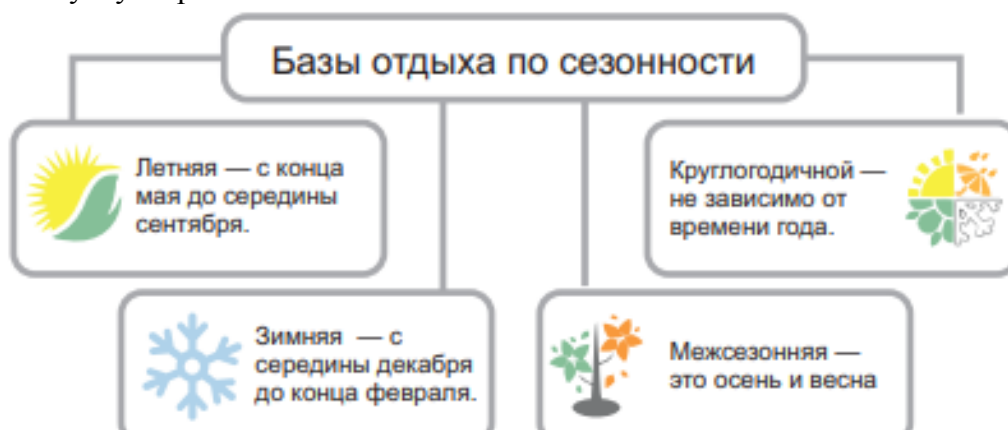 Базы отдыха по сезонности
Летняя — с конца
мая до середины
сентября.
Круглогодичной —
не зависимо от
времени года.
Зимняя — с
середины декабря
до конца февраля.
Межсезонняя —
это осень и весна